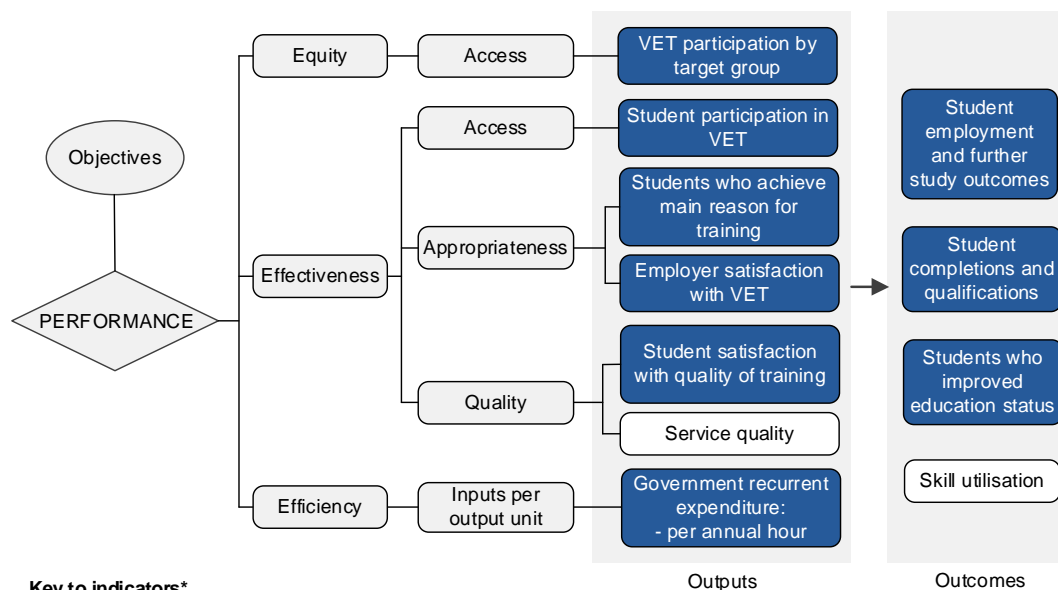 Objectives
PERFORMANCE
Equity
Access
VET participation by
target group
Effectiveness
Access
Student participation in
VET
Appropriateness
Students who achieve
main reason for
training
Employer satisfaction
with VET
Quality
Student satisfaction
with quality of training
Service quality
Efficiency
Inputs per
output unit
Government recurrent
expenditure:
- per annual hour
Outputs
Student
employment
and further
study outcomes
Student
completions and
qualifications
Students who
improved
education status
Skill utilisation
Outcomes
Key to indicators*